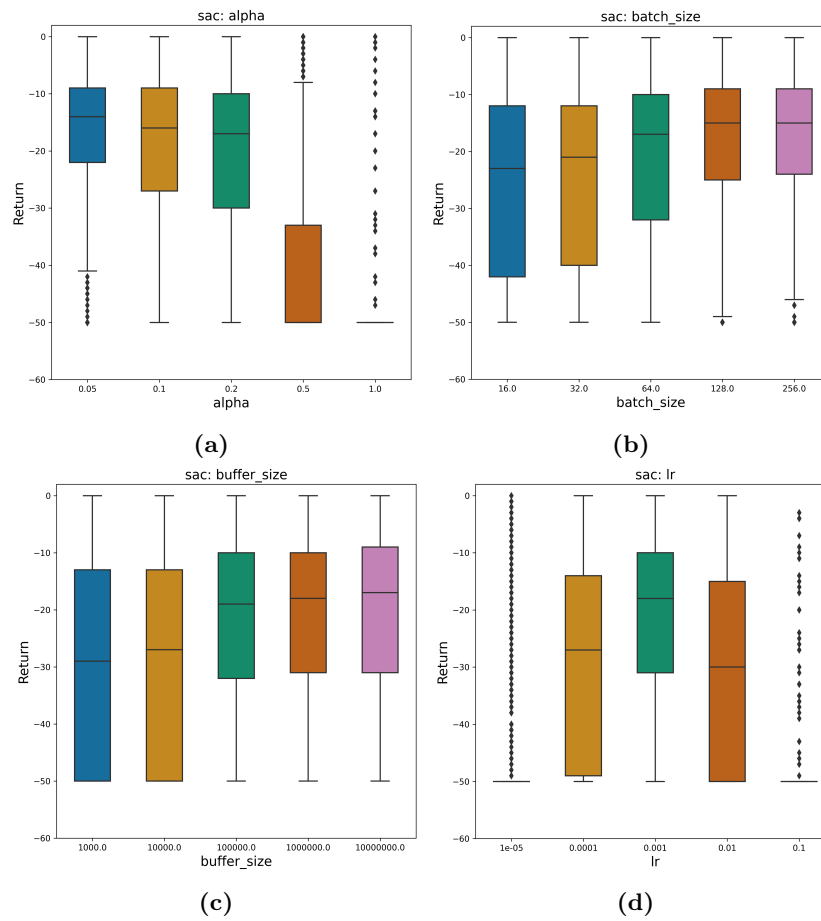 sac: alpha
0
−10
−20
−30
−40
−50
−60
Return
0.05 0.1 0.2 0.5 1.0
alpha
(a)
sac: batch_size
0
−10
−20
−30
−40
−50
−60
Return
16.0 32.0 64.0 128.0 256.0
batch_size
(b)
sac: buffer_size
0
−10
−20
−30
−40
−50
−60
Return
1000.0 10000.0 100000.0 1000000.0 10000000.0
buffer_size
(c)
sac: lr
0
−10
−20
−30
−40
−50
−60
Return
1e-05 0.0001 0.001 0.01 0.1
lr
(d)